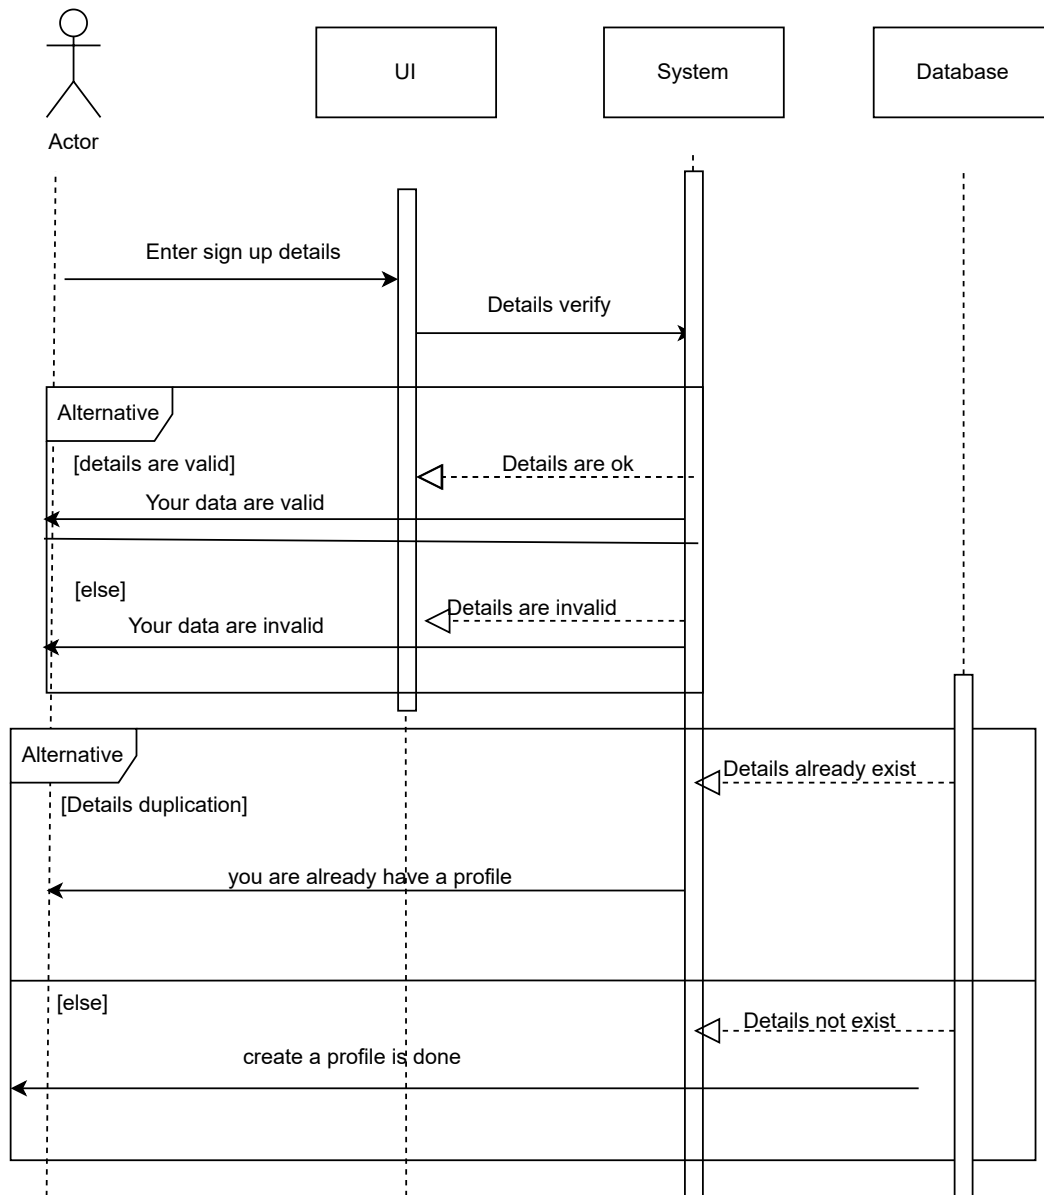 UI
System
Database
Actor
Enter sign up details
Details verify
Alternative
[details are valid]
Details are ok
Your data are valid
[else]
Details are invalid
Your data are invalid
Alternative
Details already exist
[Details duplication]
you are already have a profile
[else]
Details not exist
create a profile is done